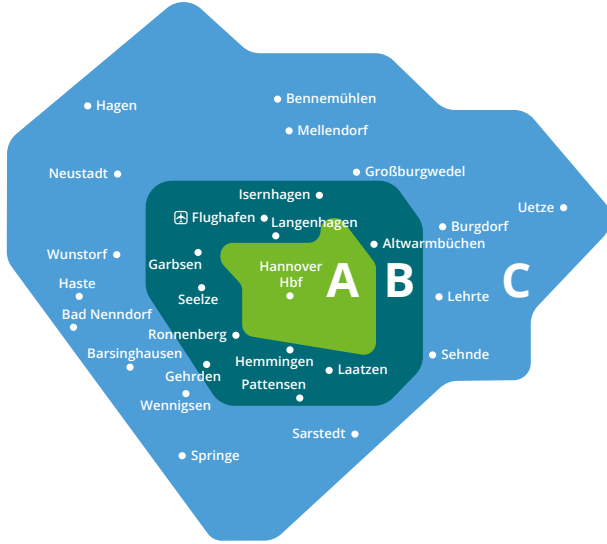 Hagen
Bennemühlen
Mellendorf
Neustadt
Großburgwedel
Isernhagen
Uetze
Flughafen
Langenhagen
Burgdorf
Altwarmbüchen
Wunstorf
Garbsen
Hannover
Hbf
A
B
C
Haste
Seelze
Lehrte
Bad Nenndorf
Ronnenberg
Barsinghausen
Hemmingen
Sehnde
Gehrden
Laatzen
Pattensen
Wennigsen
Sarstedt
Springe